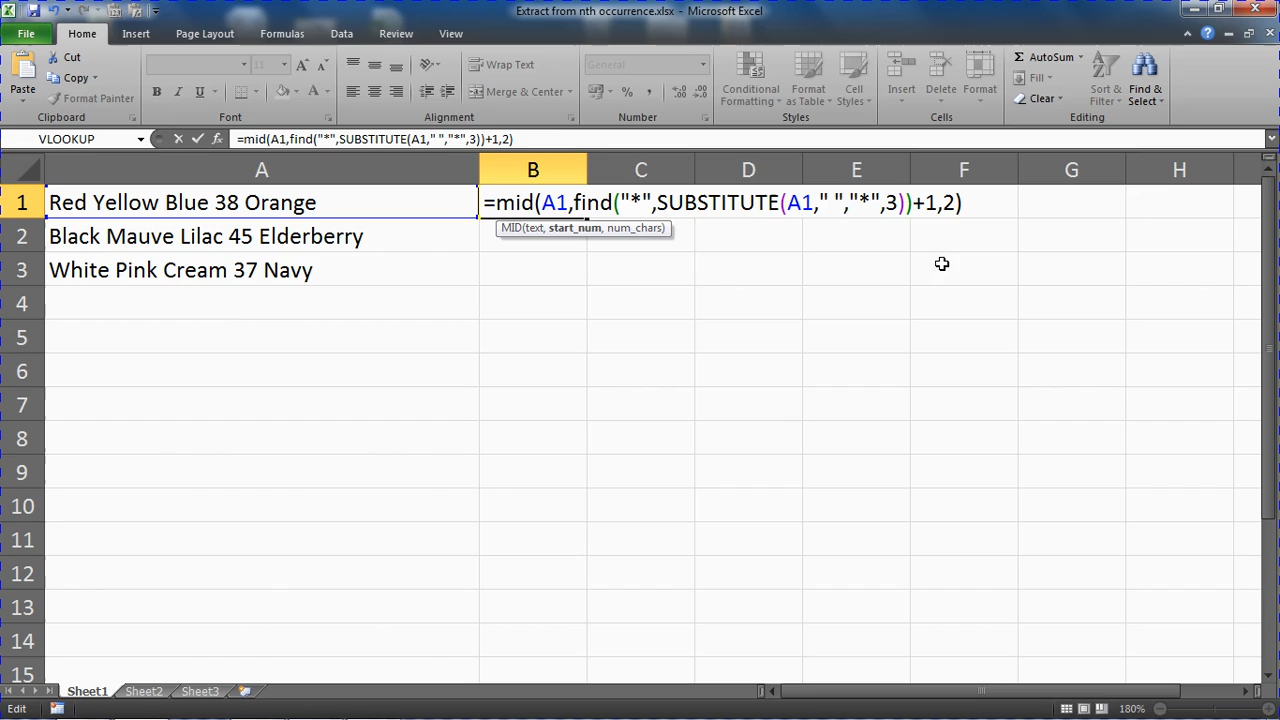 Extract from nth occurrence.xlsx - Microsoft Excel
File Home Insert Page Layout Formulas Data Review View
Paste
Cut
Copy
Format Painter
Clipboard
11
Font
Wrap Text
Merge & Center
Alignment
General
Number
Conditional Formatting
Format as Table
Cell Styles
Styles
Insert
Delete
Format
Cells
AutoSum
Fill
Clear
Sort & Filter
Find & Select
Editing
VLOOKUP
=mid(A1,find("*",SUBSTITUTE(A1," ","*",3))+1,2)
A B C D E F G H
1 Red Yellow Blue 38 Orange =mid(A1,find("*",SUBSTITUTE(A1," ","*",3))+1,2)
MID(text, start_num, num_chars)
2 Black Mauve Lilac 45 Elderberry
3 White Pink Cream 37 Navy
4
5
6
7
8
9
10
11
12
13
14
15
Sheet1 Sheet2 Sheet3
Edit
180%